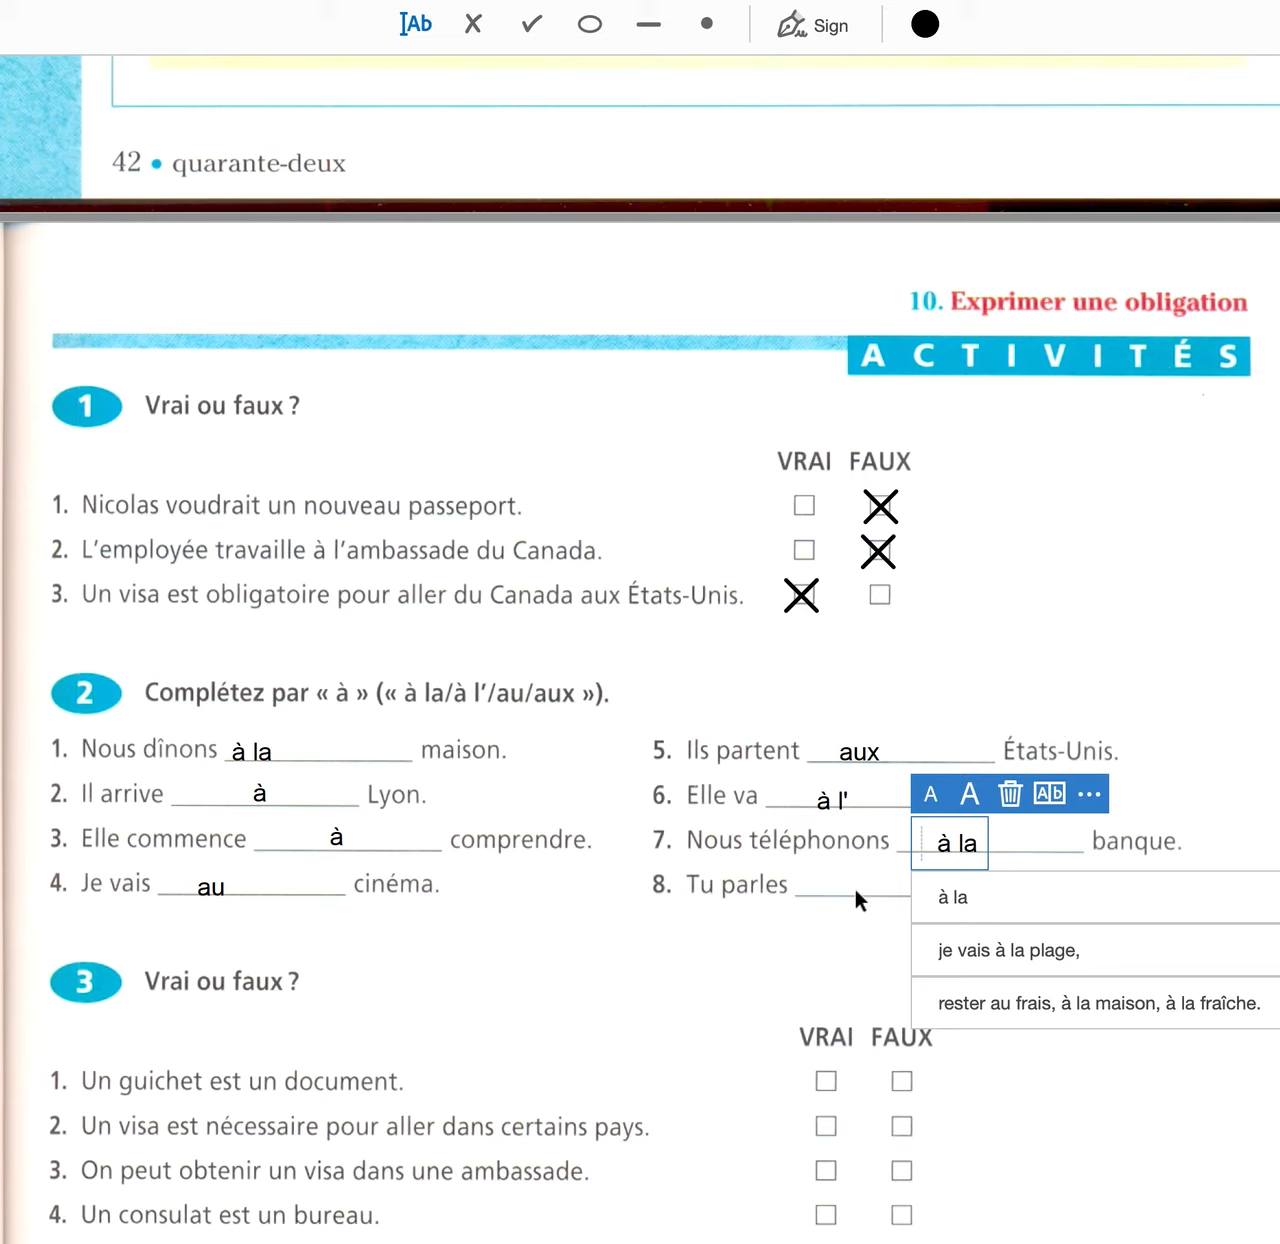 Ab Sign
42 • quarante-deux
10. Exprimer une obligation
ACTIVITÉS
1 Vrai ou faux ?
VRAI FAUX
1. Nicolas voudrait un nouveau passeport.
2. L'employée travaille à l'ambassade du Canada.
3. Un visa est obligatoire pour aller du Canada aux États-Unis.
2 Complétez par « à » (« à la/à l'/au/aux »).
1. Nous dînons à la maison.
2. Il arrive à Lyon.
3. Elle commence à comprendre.
4. Je vais au cinéma.
5. Ils partent aux États-Unis.
6. Elle va à l'
A A Ab
7. Nous téléphonons à la banque.
8. Tu parles
à la
je vais à la plage,
rester au frais, à la maison, à la fraîche.
3 Vrai ou faux ?
VRAI FAUX
1. Un guichet est un document.
2. Un visa est nécessaire pour aller dans certains pays.
3. On peut obtenir un visa dans une ambassade.
4. Un consulat est un bureau.